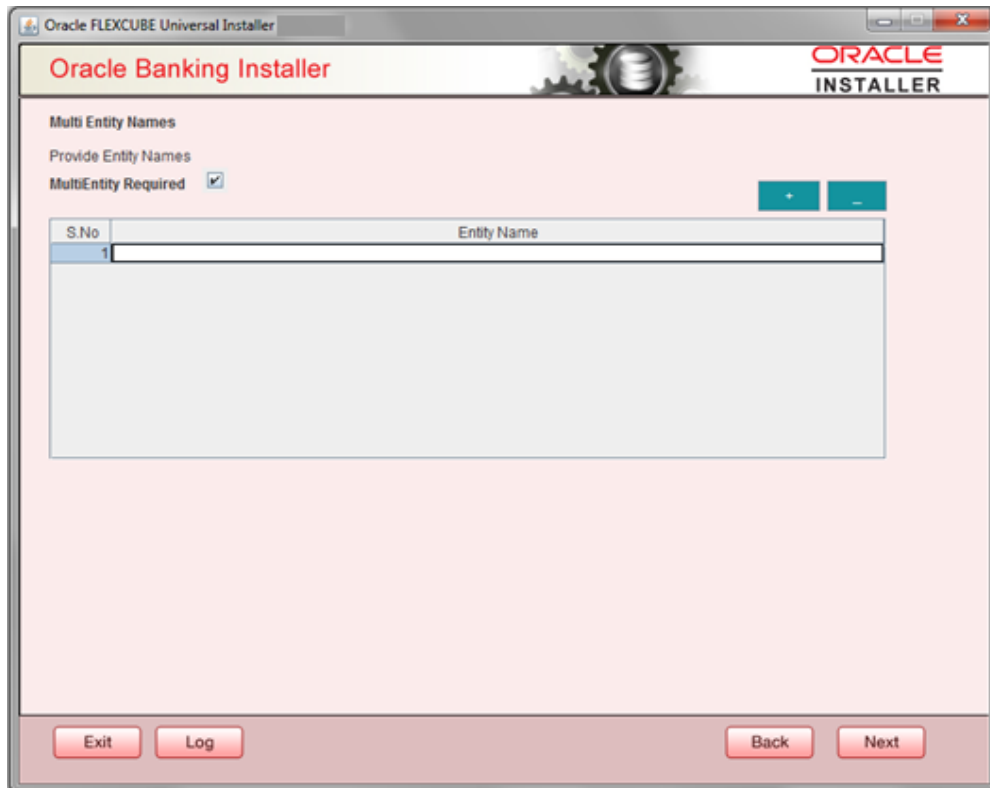 Oracle FLEXCUBE Universal Installer
Oracle Banking Installer
ORACLE
INSTALLER
Multi Entity Names
Provide Entity Names
MultiEntity Required
+ _
S.No Entity Name
1
Exit Log Back Next